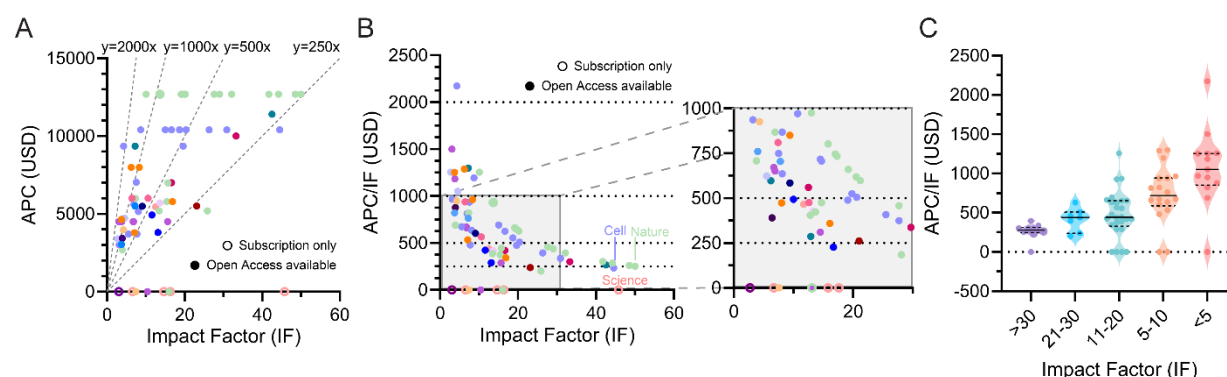 A
y=2000x y=1000x y=500x y=250x
15000
10000
5000
0
APC (USD)
Subscription only
Open Access available
0 20 40 60
Impact Factor (IF)
B
2500
2000
1500
1000
500
0
APC/IF (USD)
Subscription only
Open Access available
Cell Nature
Science
0 10 20 30 40 50 60
Impact Factor (IF)
1000
750
500
250
0
0 20
C
2500
2000
1500
1000
500
0
-500
APC/IF (USD)
>30 21-30 11-20 5-10 <5
Impact Factor (IF)